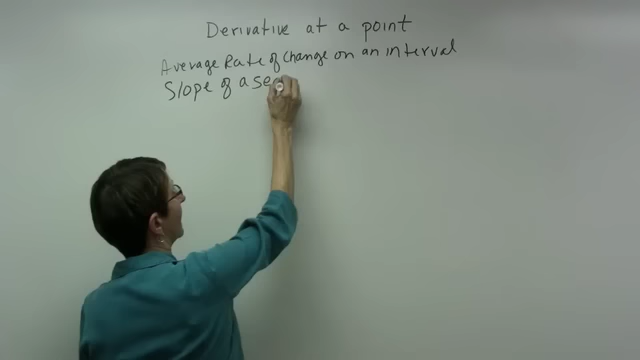 Derivative at a point
Average Rate of Change on an interval
Slope of a se